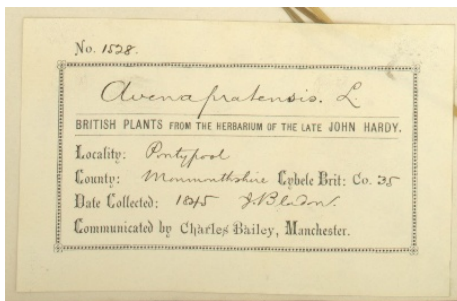 No. 1528.
Avena pratensis. L.
BRITISH PLANTS FROM THE HERBARIUM OF THE LATE JOHN HARDY.
Locality: Pontypool
County: Monmouthshire Cybele Brit: Co. 35
Date Collected: 1845 J. Bladon.
Communicated by Charles Bailey, Manchester.